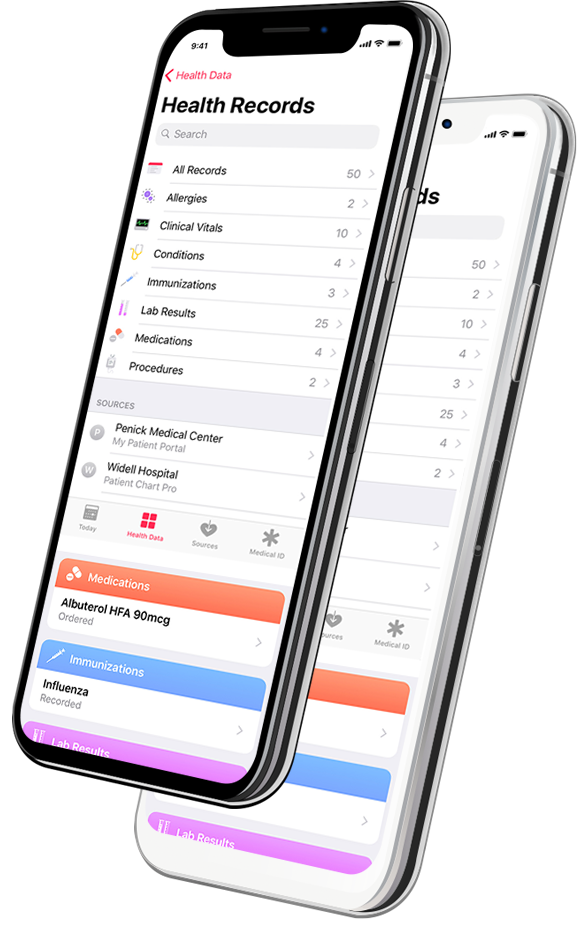 9:41
Health Data
Health Records
Search
All Records 50
Allergies 2
Clinical Vitals 10
Conditions 4
Immunizations 3
Lab Results 25
Medications 4
Procedures 2
SOURCES
P Penick Medical Center
My Patient Portal
W Widell Hospital
Patient Chart Pro
Today Health Data Sources Medical ID
Medications
Albuterol HFA 90mcg
Ordered
Immunizations
Influenza
Recorded
Lab Results
ds
50
2
10
4
3
25
4
2
ources Medical ID
Lab Results